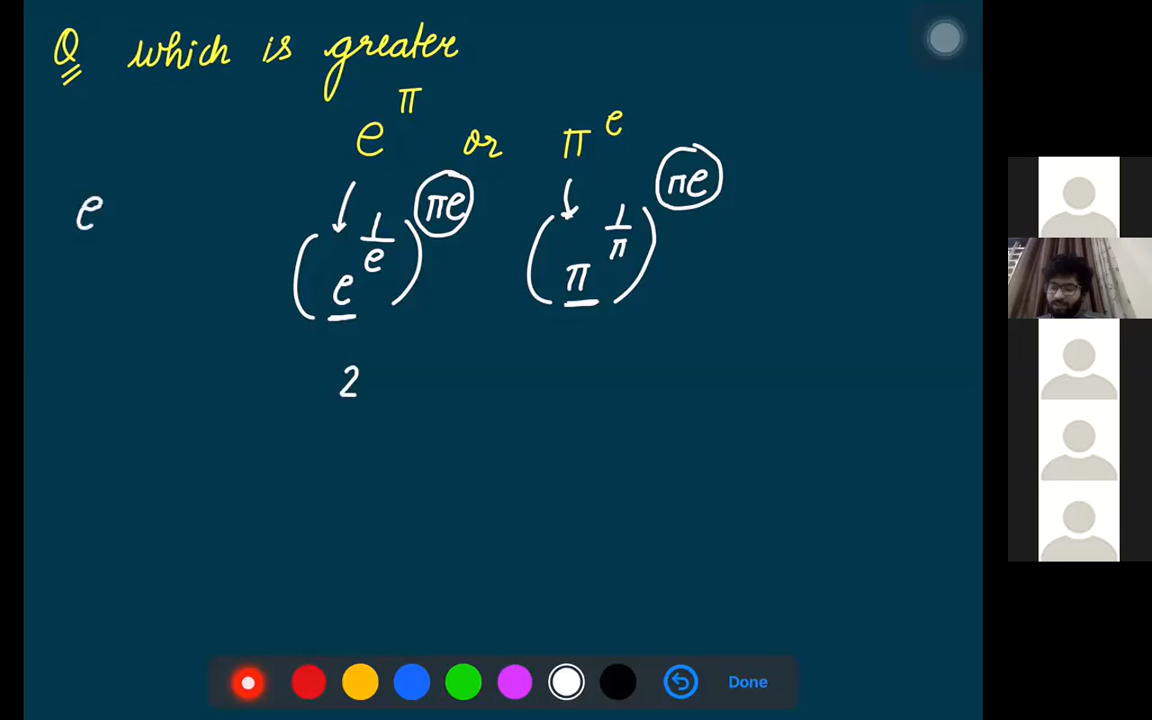 Q which is greater
e^π or π^e
e (e^(1/e))^(πe) (π^(1/π))^(πe)
2
Done